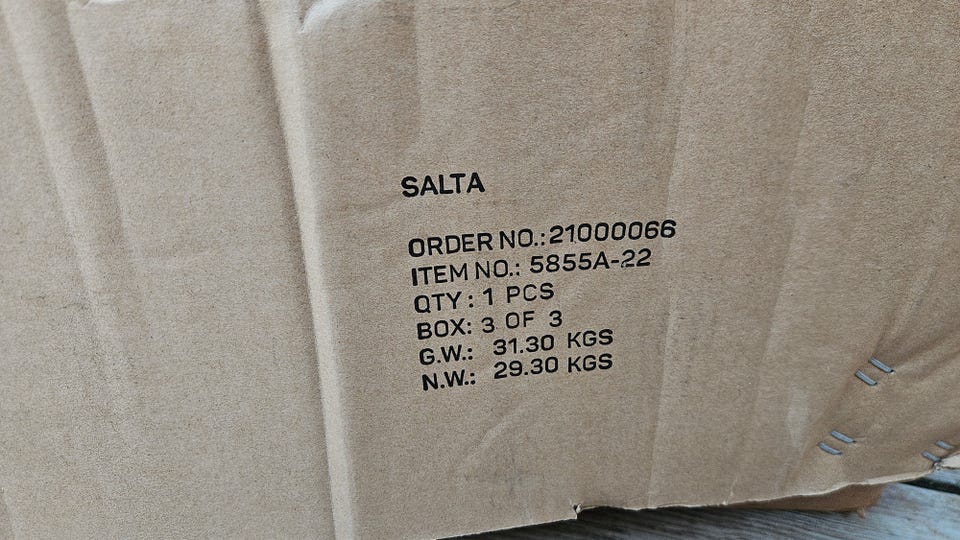 SALTA
ORDER NO.:21000066
ITEM NO.: 5855A-22
QTY: 1 PCS
BOX: 3 OF 3
G.W.: 31.30 KGS
N.W.: 29.30 KGS